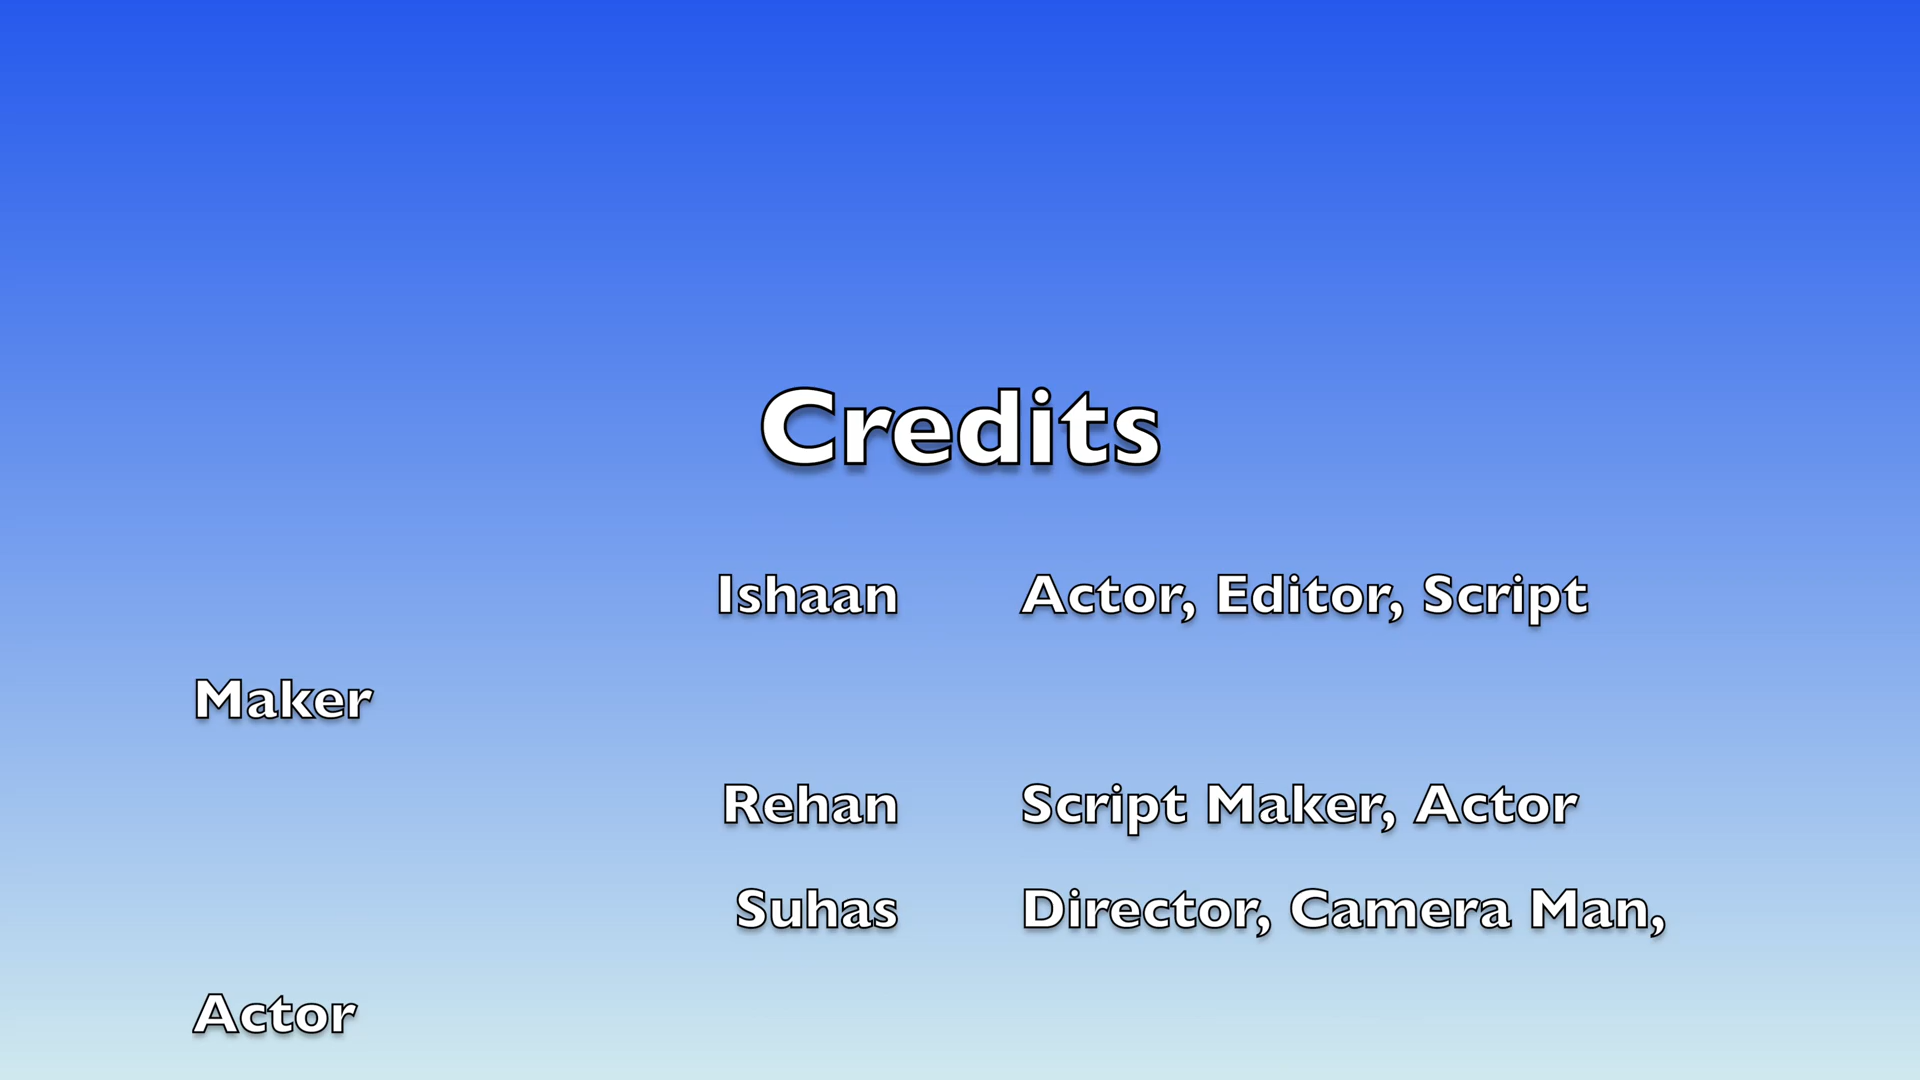 Credits
Ishaan Actor, Editor, Script
Maker
Rehan Script Maker, Actor
Suhas Director, Camera Man,
Actor